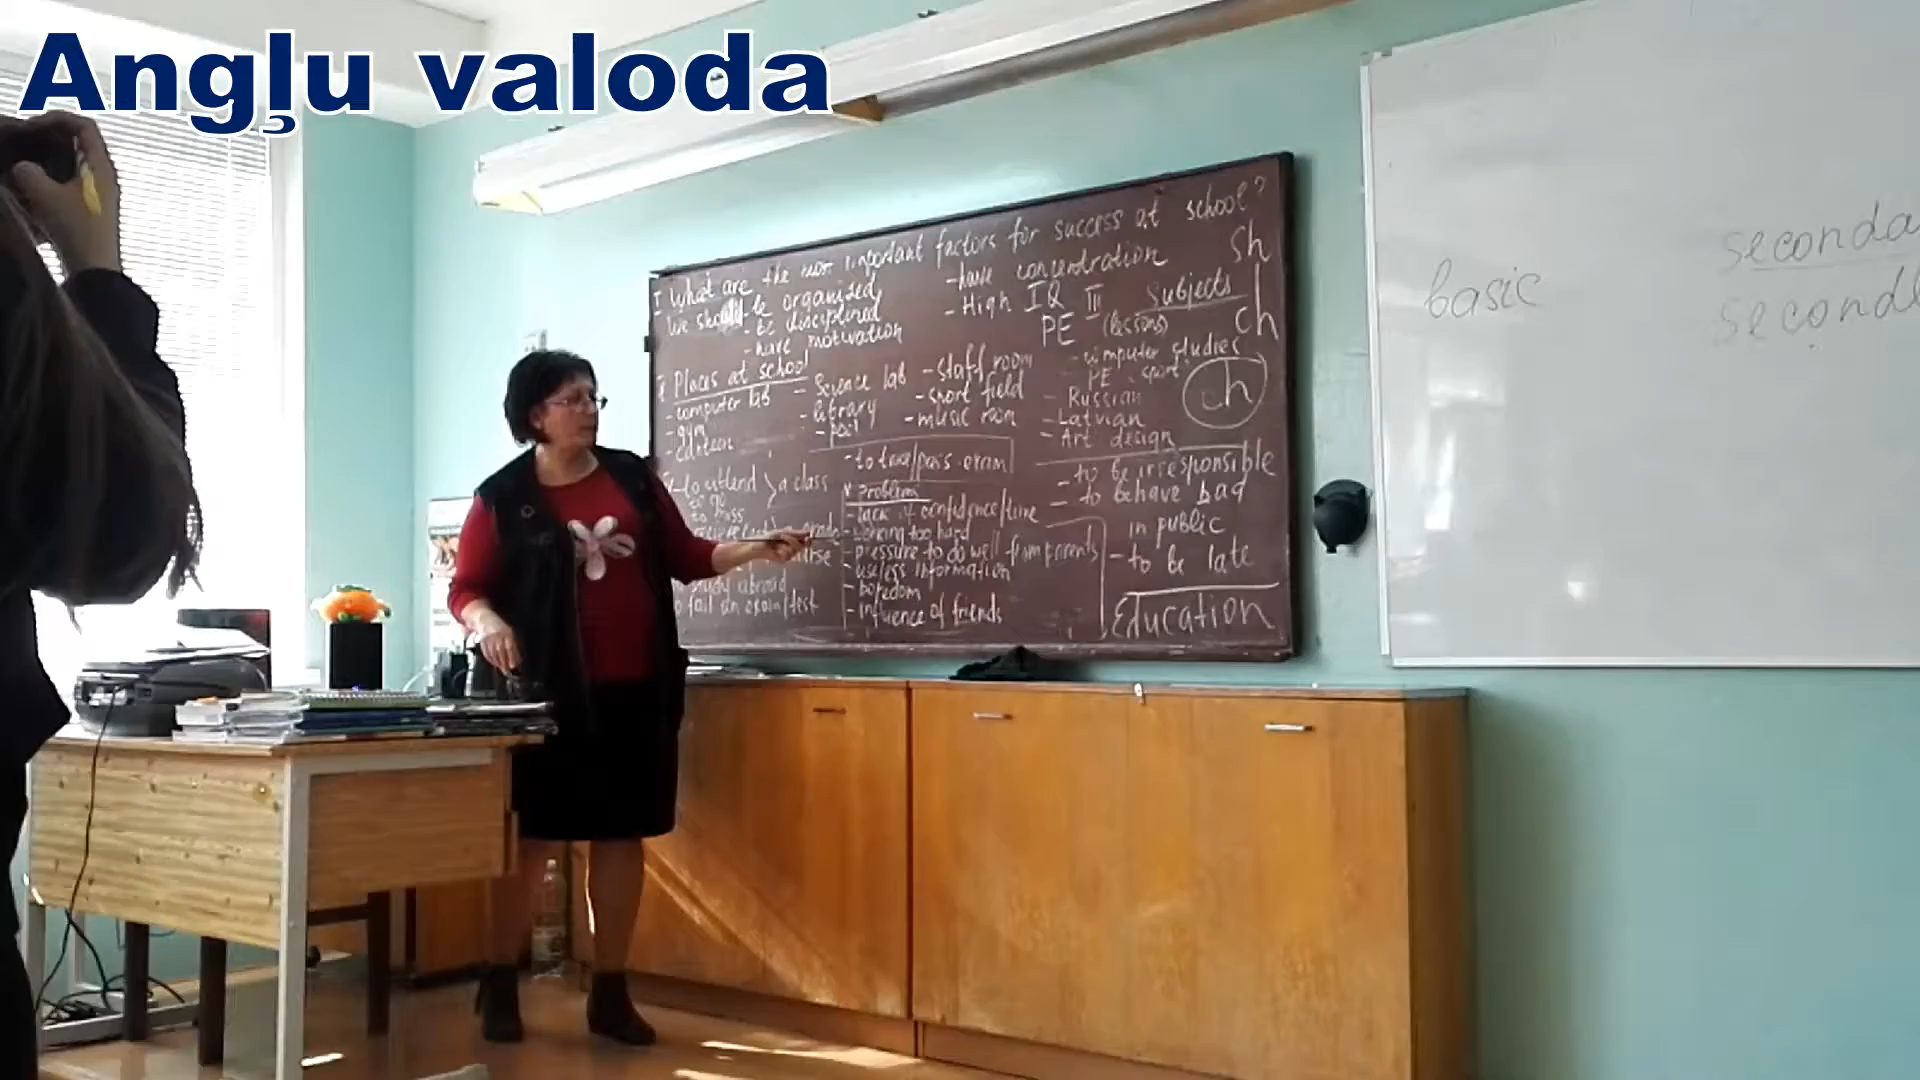 Angļu valoda
I What are the most important factors for success at school?
We should - be organized
- be disciplined
- have motivation
- have concentration
- High IQ
III Subjects
(lessons)
PE
sh
ch
ch
Places at school
- computer lab
- gym
- canteen
- Science lab
- library
- pool
- staff room
- sport field
- music room
- computer studies
PE, sport
- Russian
- Latvian
- Art design
- to attend
to go
to pass
a class
study abroad
to fail an exam/test
- to take/pass exam
V problems
- lack of confidence/time
- working too hard
- pressure to do well from parents
- useless information
- boredom
- influence of friends
- to be irresponsible
- to behave bad
in public
- to be late
Education
basic